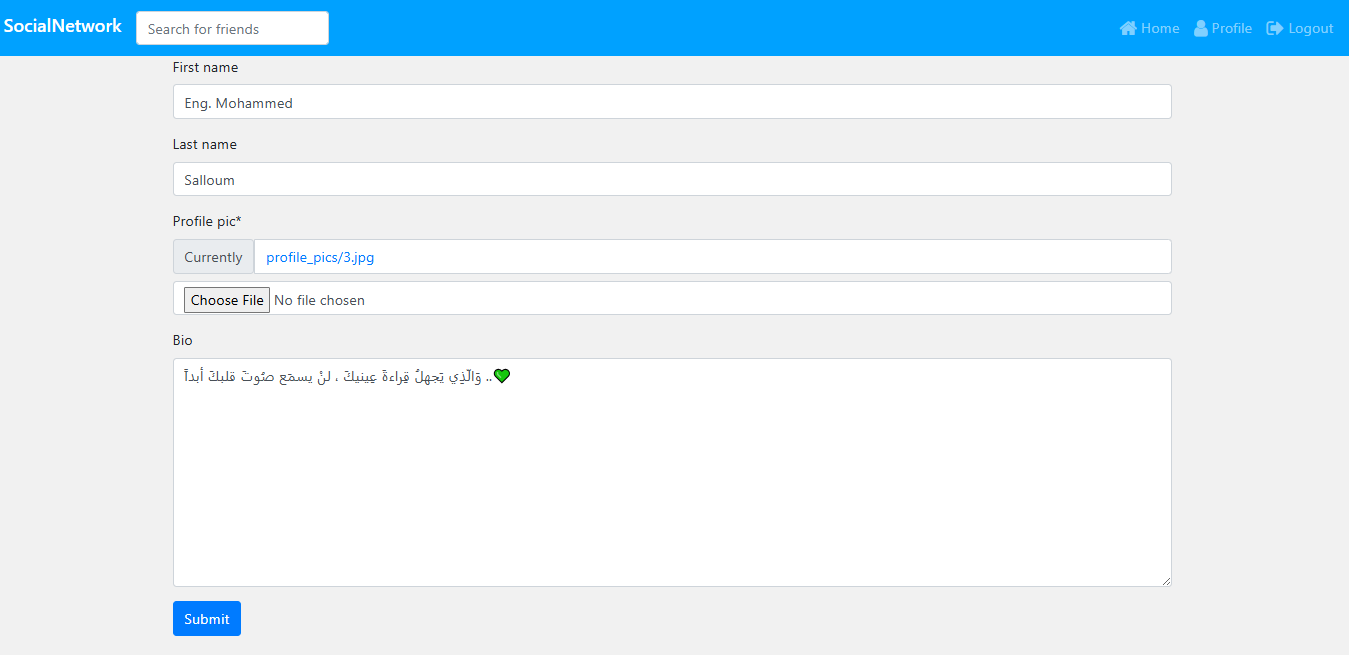 SocialNetwork
Search for friends
Home
Profile
Logout
First name
Eng. Mohammed
Last name
Salloum
Profile pic*
Currently
profile_pics/3.jpg
Choose File No file chosen
Bio
💚.. وَالّذِي يَجهلُ قِراءةَ عِينيكَ ، لنْ يسمَع صُوتَ قلبكَ أبداً
Submit